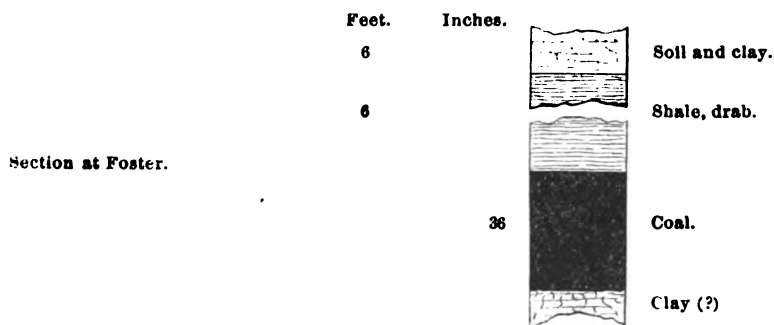 Feet. Inches.
6 Soil and clay.
6 Shale, drab.
Section at Foster.
36 Coal.
Clay (?)